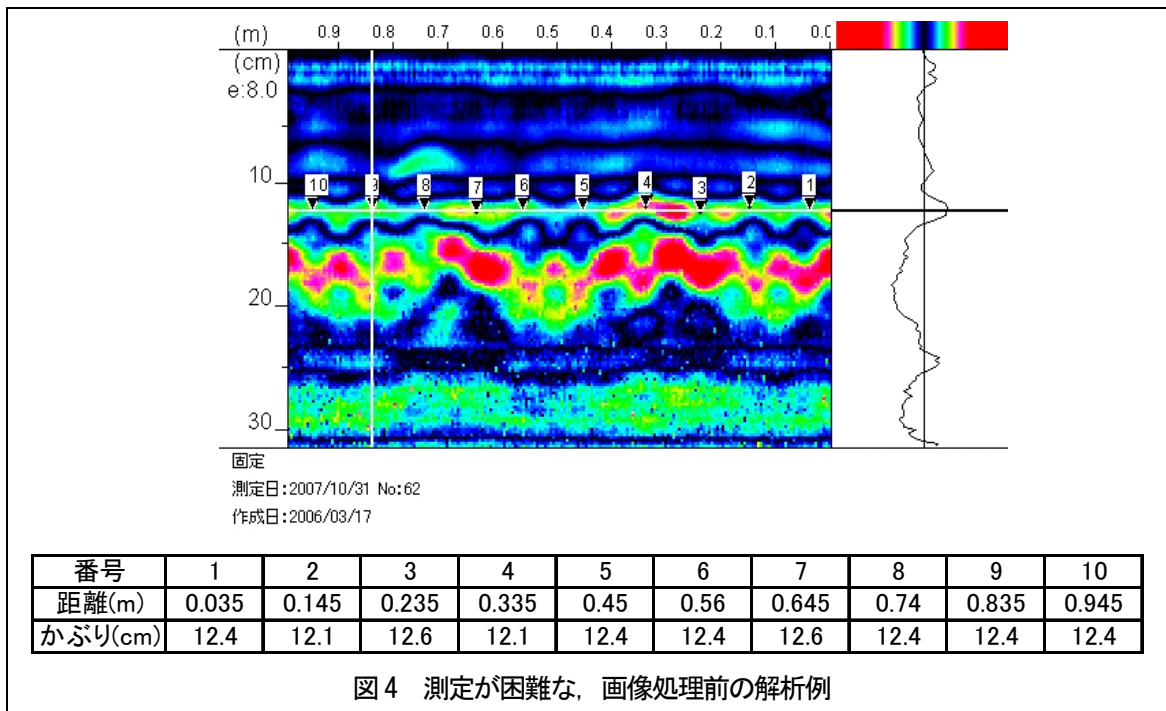 (m) 0.9 0.8 0.7 0.6 0.5 0.4 0.3 0.2 0.1 0.0
(cm)
e:8.0
10
10 9 8 7 6 5 4 3 2 1
20
30
固定
測定日:2007/10/31 No:62
作成日:2006/03/17
番号 1 2 3 4 5 6 7 8 9 10
距離(m) 0.035 0.145 0.235 0.335 0.45 0.56 0.645 0.74 0.835 0.945
かぶり(cm) 12.4 12.1 12.6 12.1 12.4 12.4 12.6 12.4 12.4 12.4
図4 測定が困難な,画像処理前の解析例